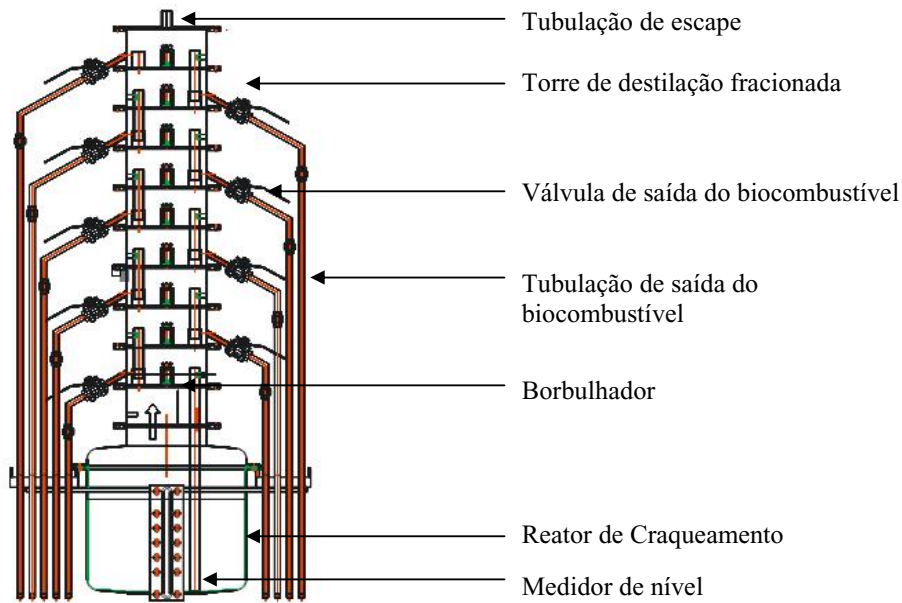 Tubulação de escape
Torre de destilação fracionada
Válvula de saída do biocombustível
Tubulação de saída do
biocombustível
Borbulhador
Reator de Craqueamento
Medidor de nível